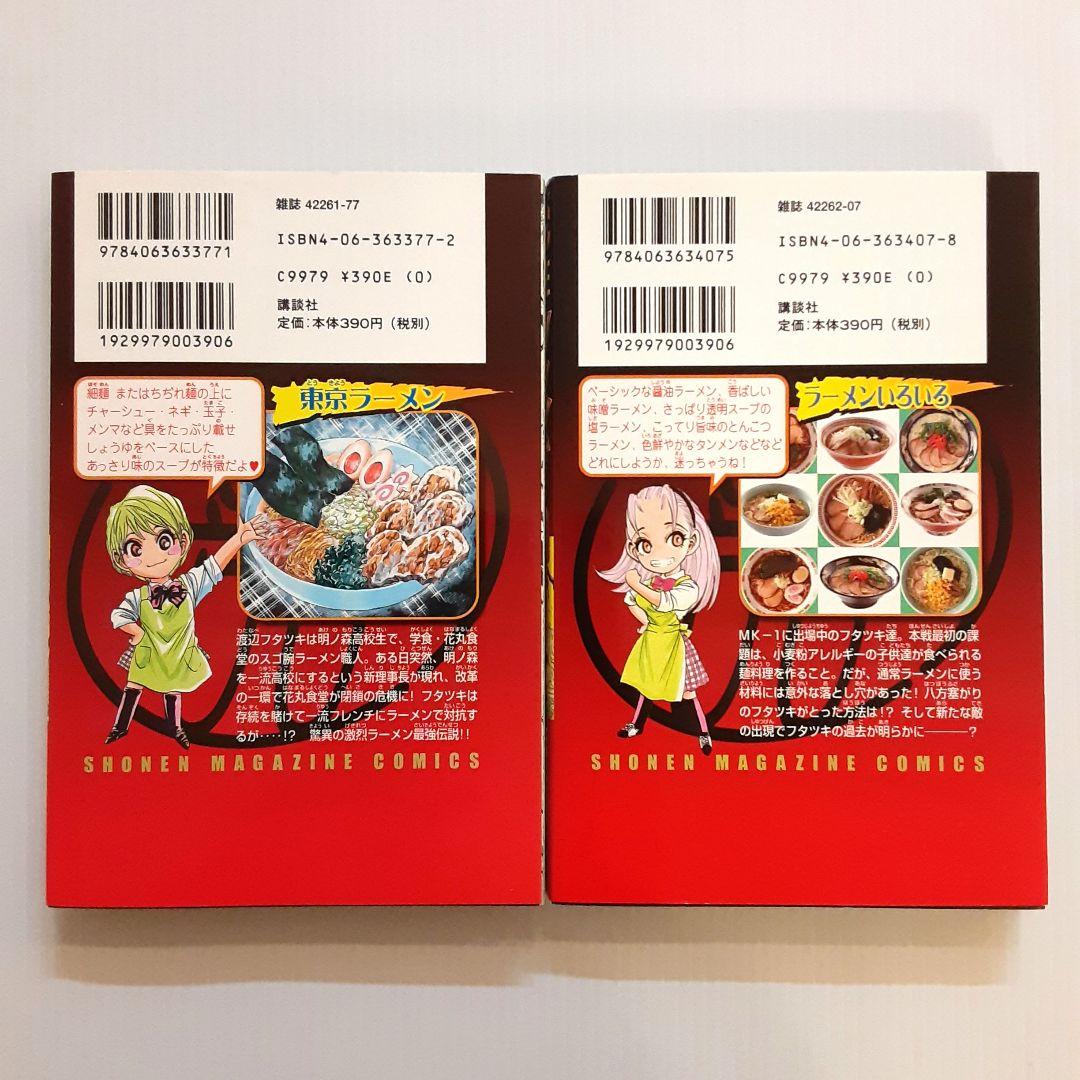 雑誌 42261-77
9784063633771
ISBN4-06-363377-2
C9979 ¥390E (0)
1929979003906
講談社
定価:本体390円(税別)
細麺 またはちぢれ麺の上に
チャーシュー・ネギ・玉子・
メンマなど具をたっぷり載せ
しょうゆをベースにした
あっさり味のスープが特徴だよ♥
東京ラーメン
渡辺フタツキは明ノ森高校生で、学食・花丸食
堂のスゴ腕ラーメン職人。ある日突然、明ノ森
を一流高校にするという新理事長が現れ、改革
の一環で花丸食堂が閉鎖の危機に! フタツキは
存続を賭けて一流フレンチにラーメンで対抗す
るが‥‥!? 驚異の激烈ラーメン最強伝説!!
SHONEN MAGAZINE COMICS
雑誌 42262-07
9784063634075
ISBN4-06-363407-8
C9979 ¥390E (0)
1929979003906
講談社
定価:本体390円(税別)
ベーシックな醤油ラーメン、香ばしい
味噌ラーメン、さっぱり透明スープの
塩ラーメン、こってり旨味のとんこつ
ラーメン、色鮮やかなタンメンなどなど
どれにしようか、迷っちゃうね!
ラーメンいろいろ
MK-1に出場中のフタツキ達。本戦最初の課
題は、小麦粉アレルギーの子供達が食べられる
麺料理を作ること。だが、通常ラーメンに使う
材料には意外な落とし穴があった! 八方塞がり
のフタツキがとった方法は!? そして新たな敵
の出現でフタツキの過去が明らかに――――?
SHONEN MAGAZINE COMICS